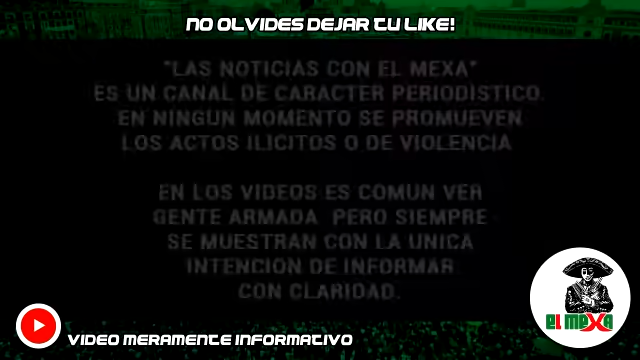 NO OLVIDES DEJAR TU LIKE!
"LAS NOTICIAS CON EL MEXA"
ES UN CANAL DE CARACTER PERIODISTICO.
EN NINGUN MOMENTO SE PROMUEVEN
LOS ACTOS ILICITOS O DE VIOLENCIA
EN LOS VIDEOS ES COMUN VER
GENTE ARMADA PERO SIEMPRE
SE MUESTRAN CON LA UNICA
INTENCION DE INFORMAR
CON CLARIDAD.
EL MEXA
VIDEO MERAMENTE INFORMATIVO